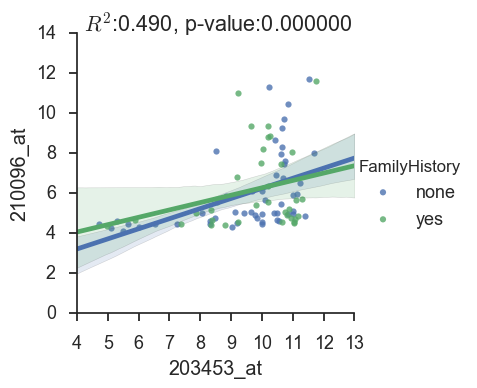 R²:0.490, p-value:0.000000
14
12
10
8
6
4
2
0
210096_at
4 5 6 7 8 9 10 11 12 13
203453_at
FamilyHistory
none
yes